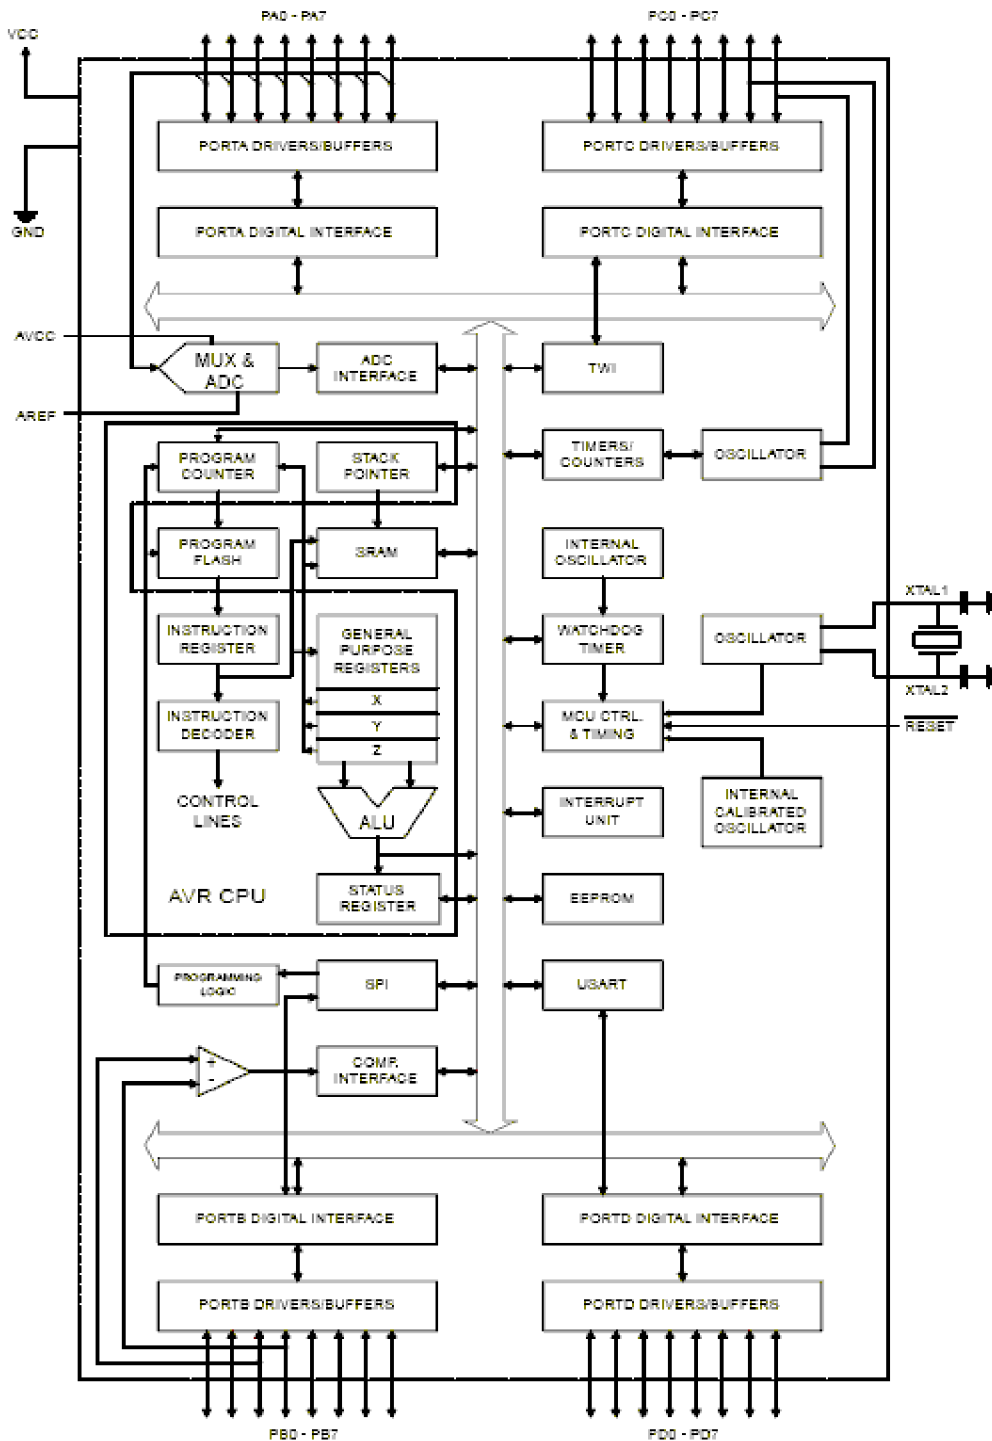 PA0 - PA7
PC0 - PC7
VCC
PORTA DRIVERS/BUFFERS
PORTC DRIVERS/BUFFERS
PORTA DIGITAL INTERFACE
PORTC DIGITAL INTERFACE
GND
AVCC
MUX &
ADC
ADC
INTERFACE
TWI
AREF
PROGRAM
COUNTER
STACK
POINTER
TIMERS/
COUNTERS
OSCILLATOR
PROGRAM
FLASH
SRAM
INTERNAL
OSCILLATOR
XTAL1
INSTRUCTION
REGISTER
GENERAL
PURPOSE
REGISTERS
WATCHDOG
TIMER
OSCILLATOR
XTAL2
X
INSTRUCTION
DECODER
Y
MCU CTRL.
& TIMING
RESET
Z
CONTROL
LINES
ALU
INTERRUPT
UNIT
INTERNAL
CALIBRATED
OSCILLATOR
AVR CPU
STATUS
REGISTER
EEPROM
PROGRAMMING
LOGIC
SPI
USART
+
-
COMP.
INTERFACE
PORTB DIGITAL INTERFACE
PORTD DIGITAL INTERFACE
PORTB DRIVERS/BUFFERS
PORTD DRIVERS/BUFFERS
PB0 - PB7
PD0 - PD7